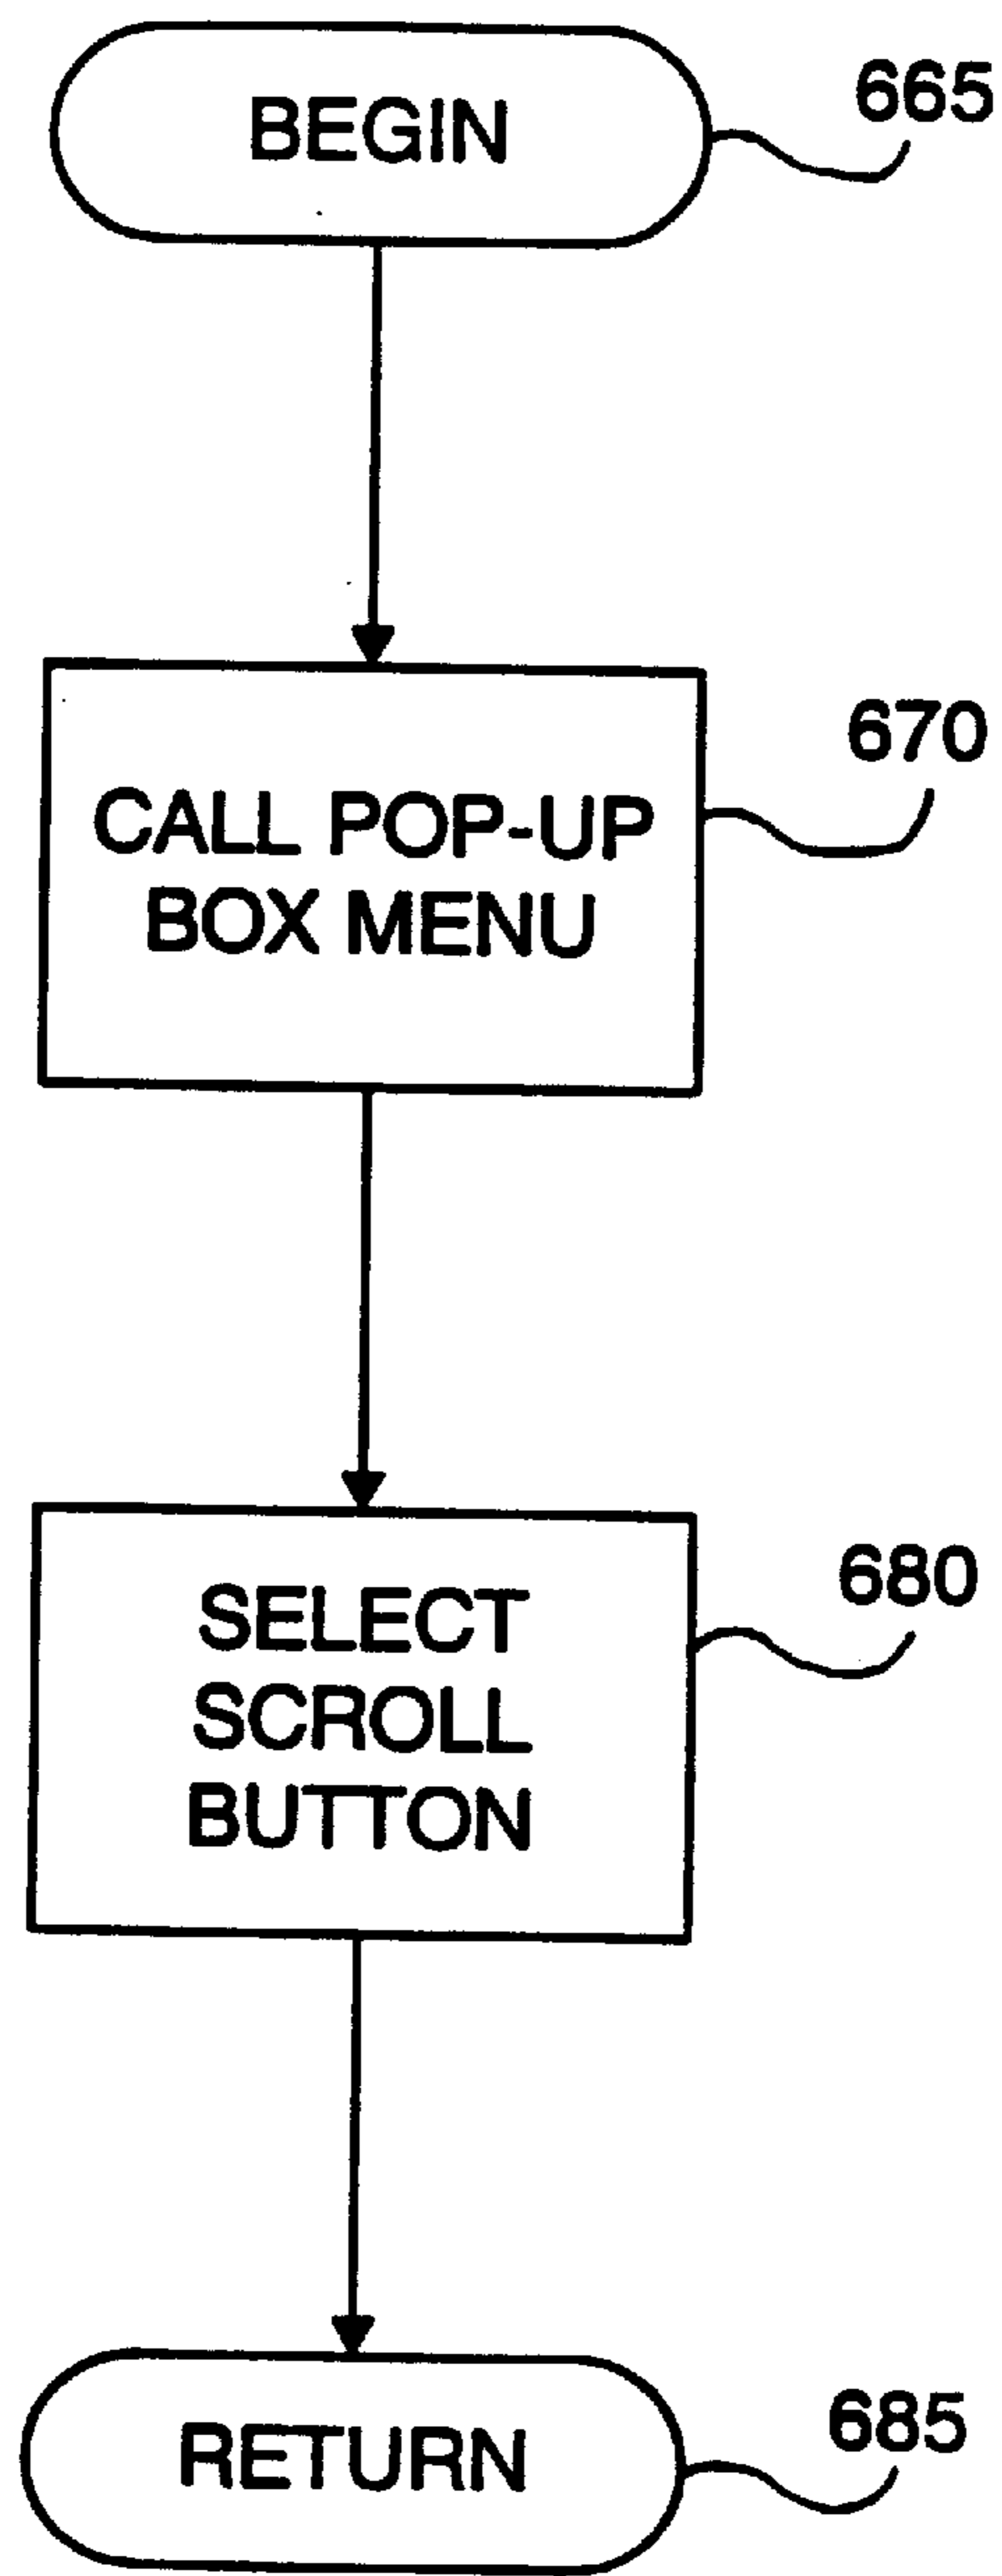 BEGIN
665
CALL POP-UP
BOX MENU
670
SELECT
SCROLL
BUTTON
680
RETURN
685